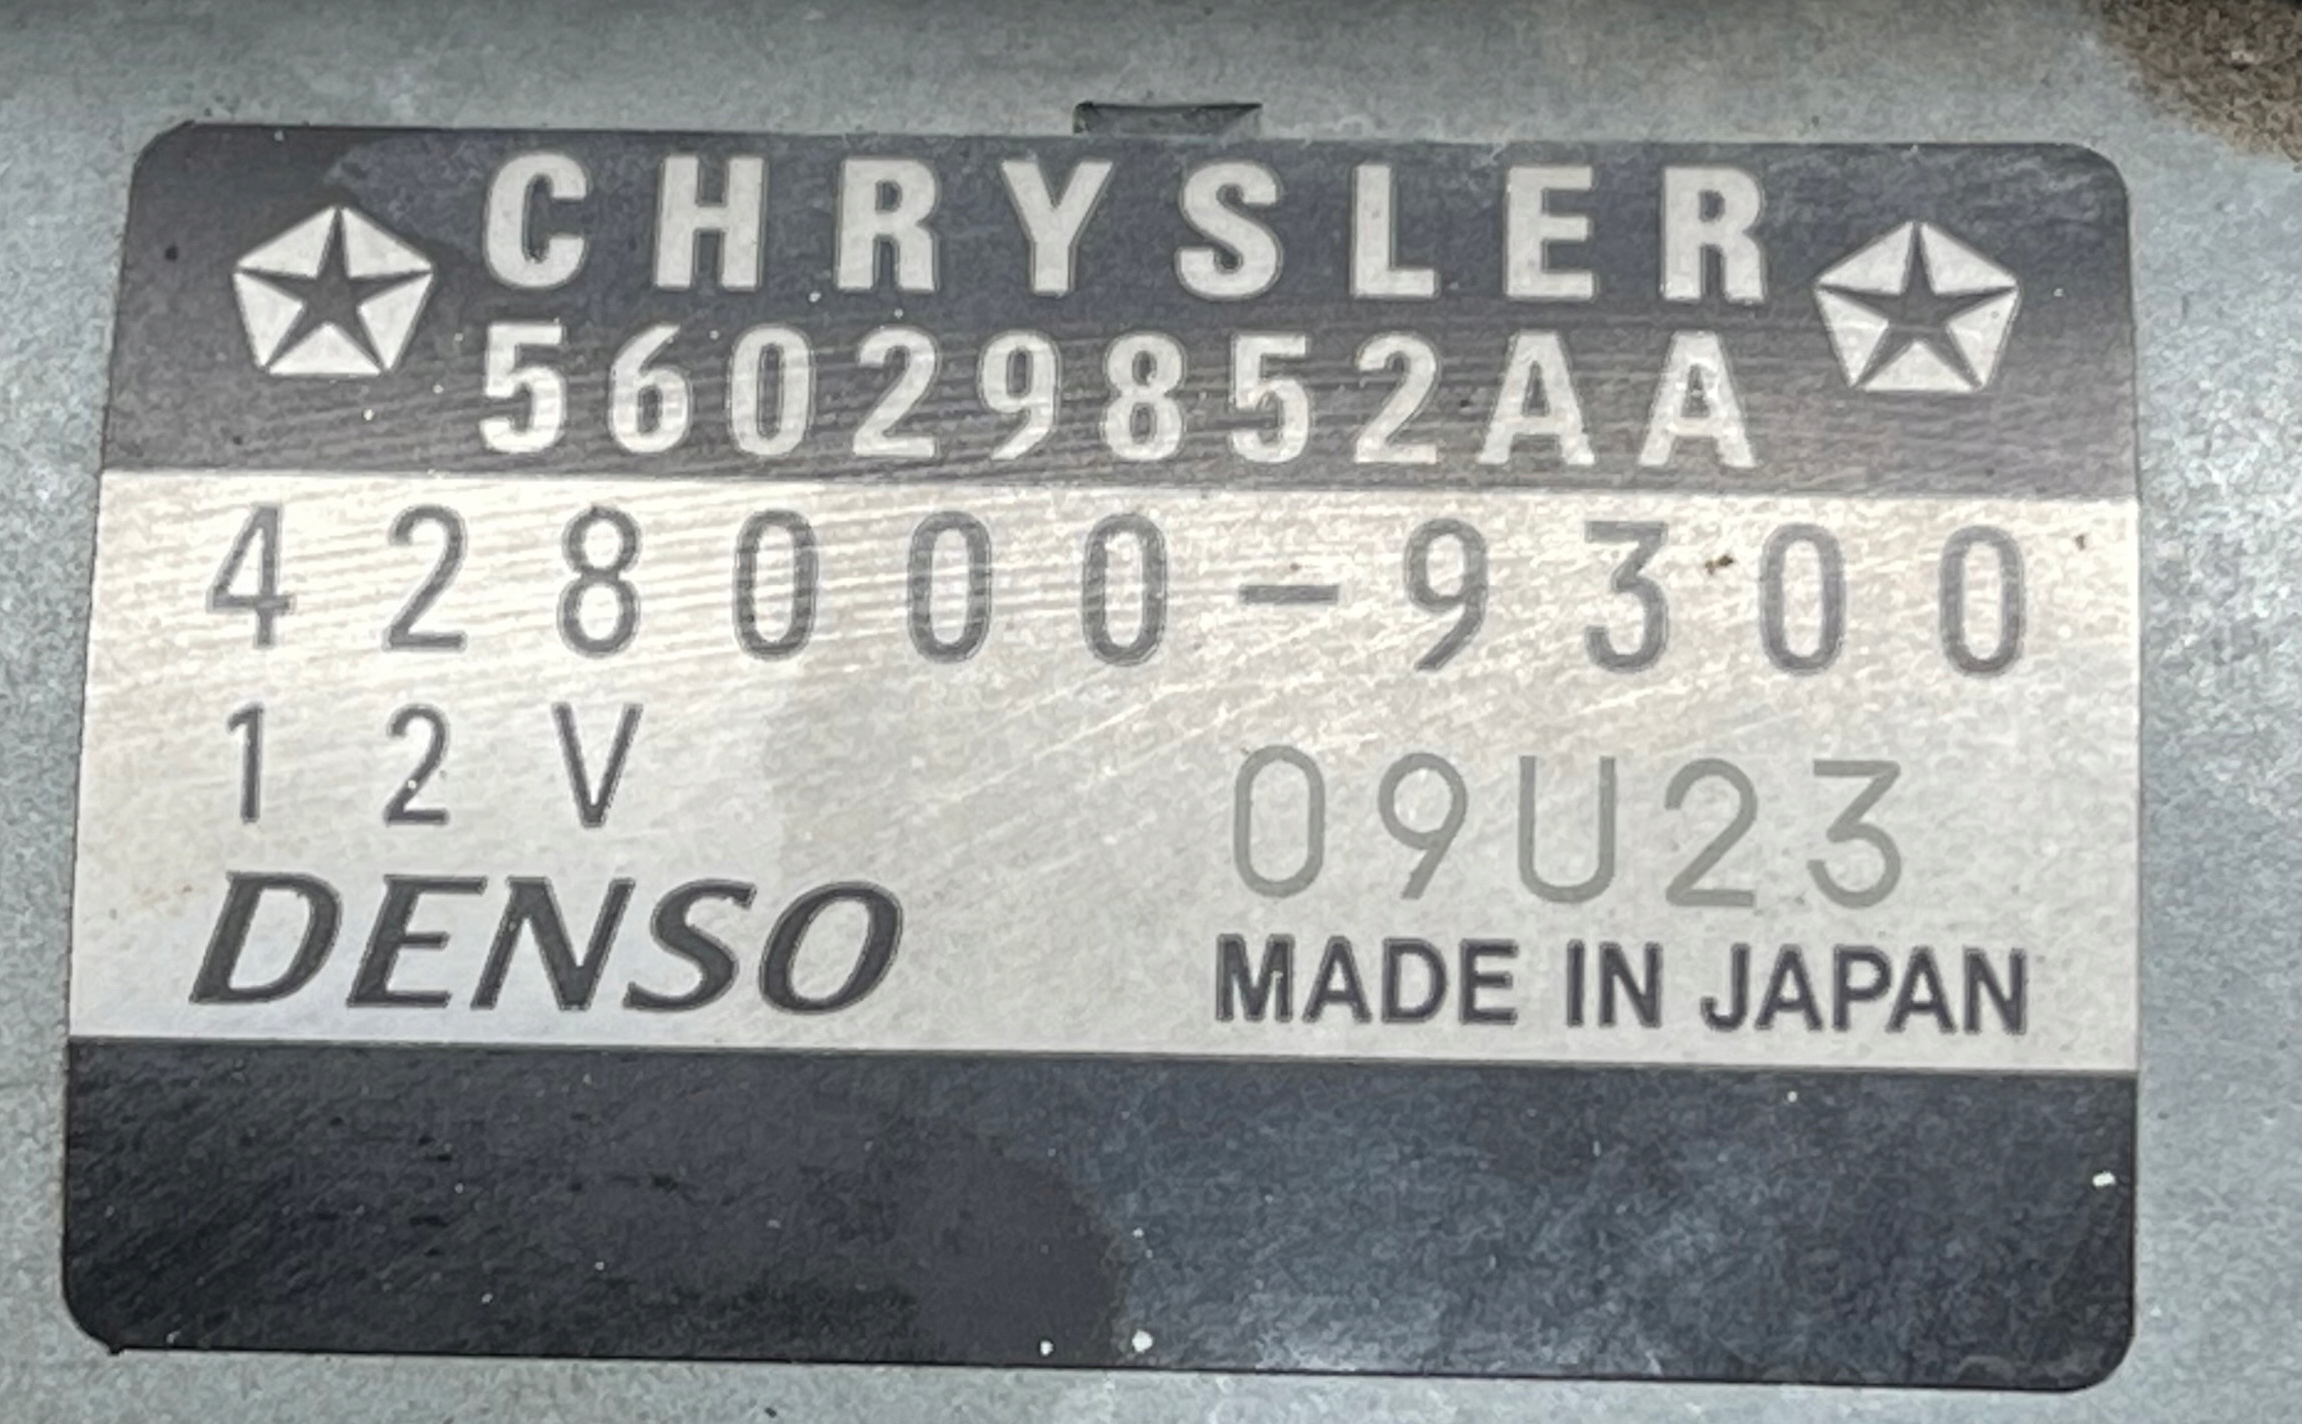 CHRYSLER
56029852AA
428000-9300
12V
09U23
DENSO
MADE IN JAPAN